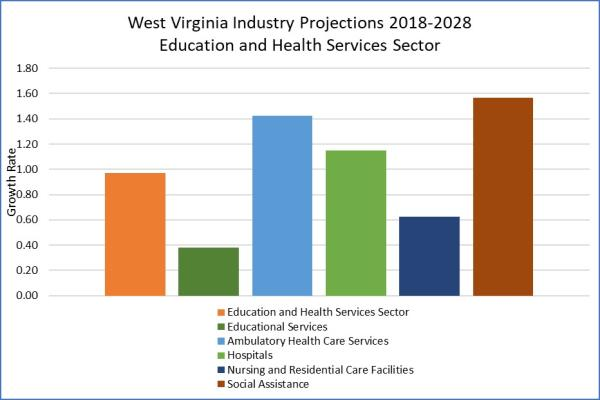 West Virginia Industry Projections 2018-2028
Education and Health Services Sector
Growth Rate
1.80
1.60
1.40
1.20
1.00
0.80
0.60
0.40
0.20
0.00
Education and Health Services Sector
Educational Services
Ambulatory Health Care Services
Hospitals
Nursing and Residential Care Facilities
Social Assistance